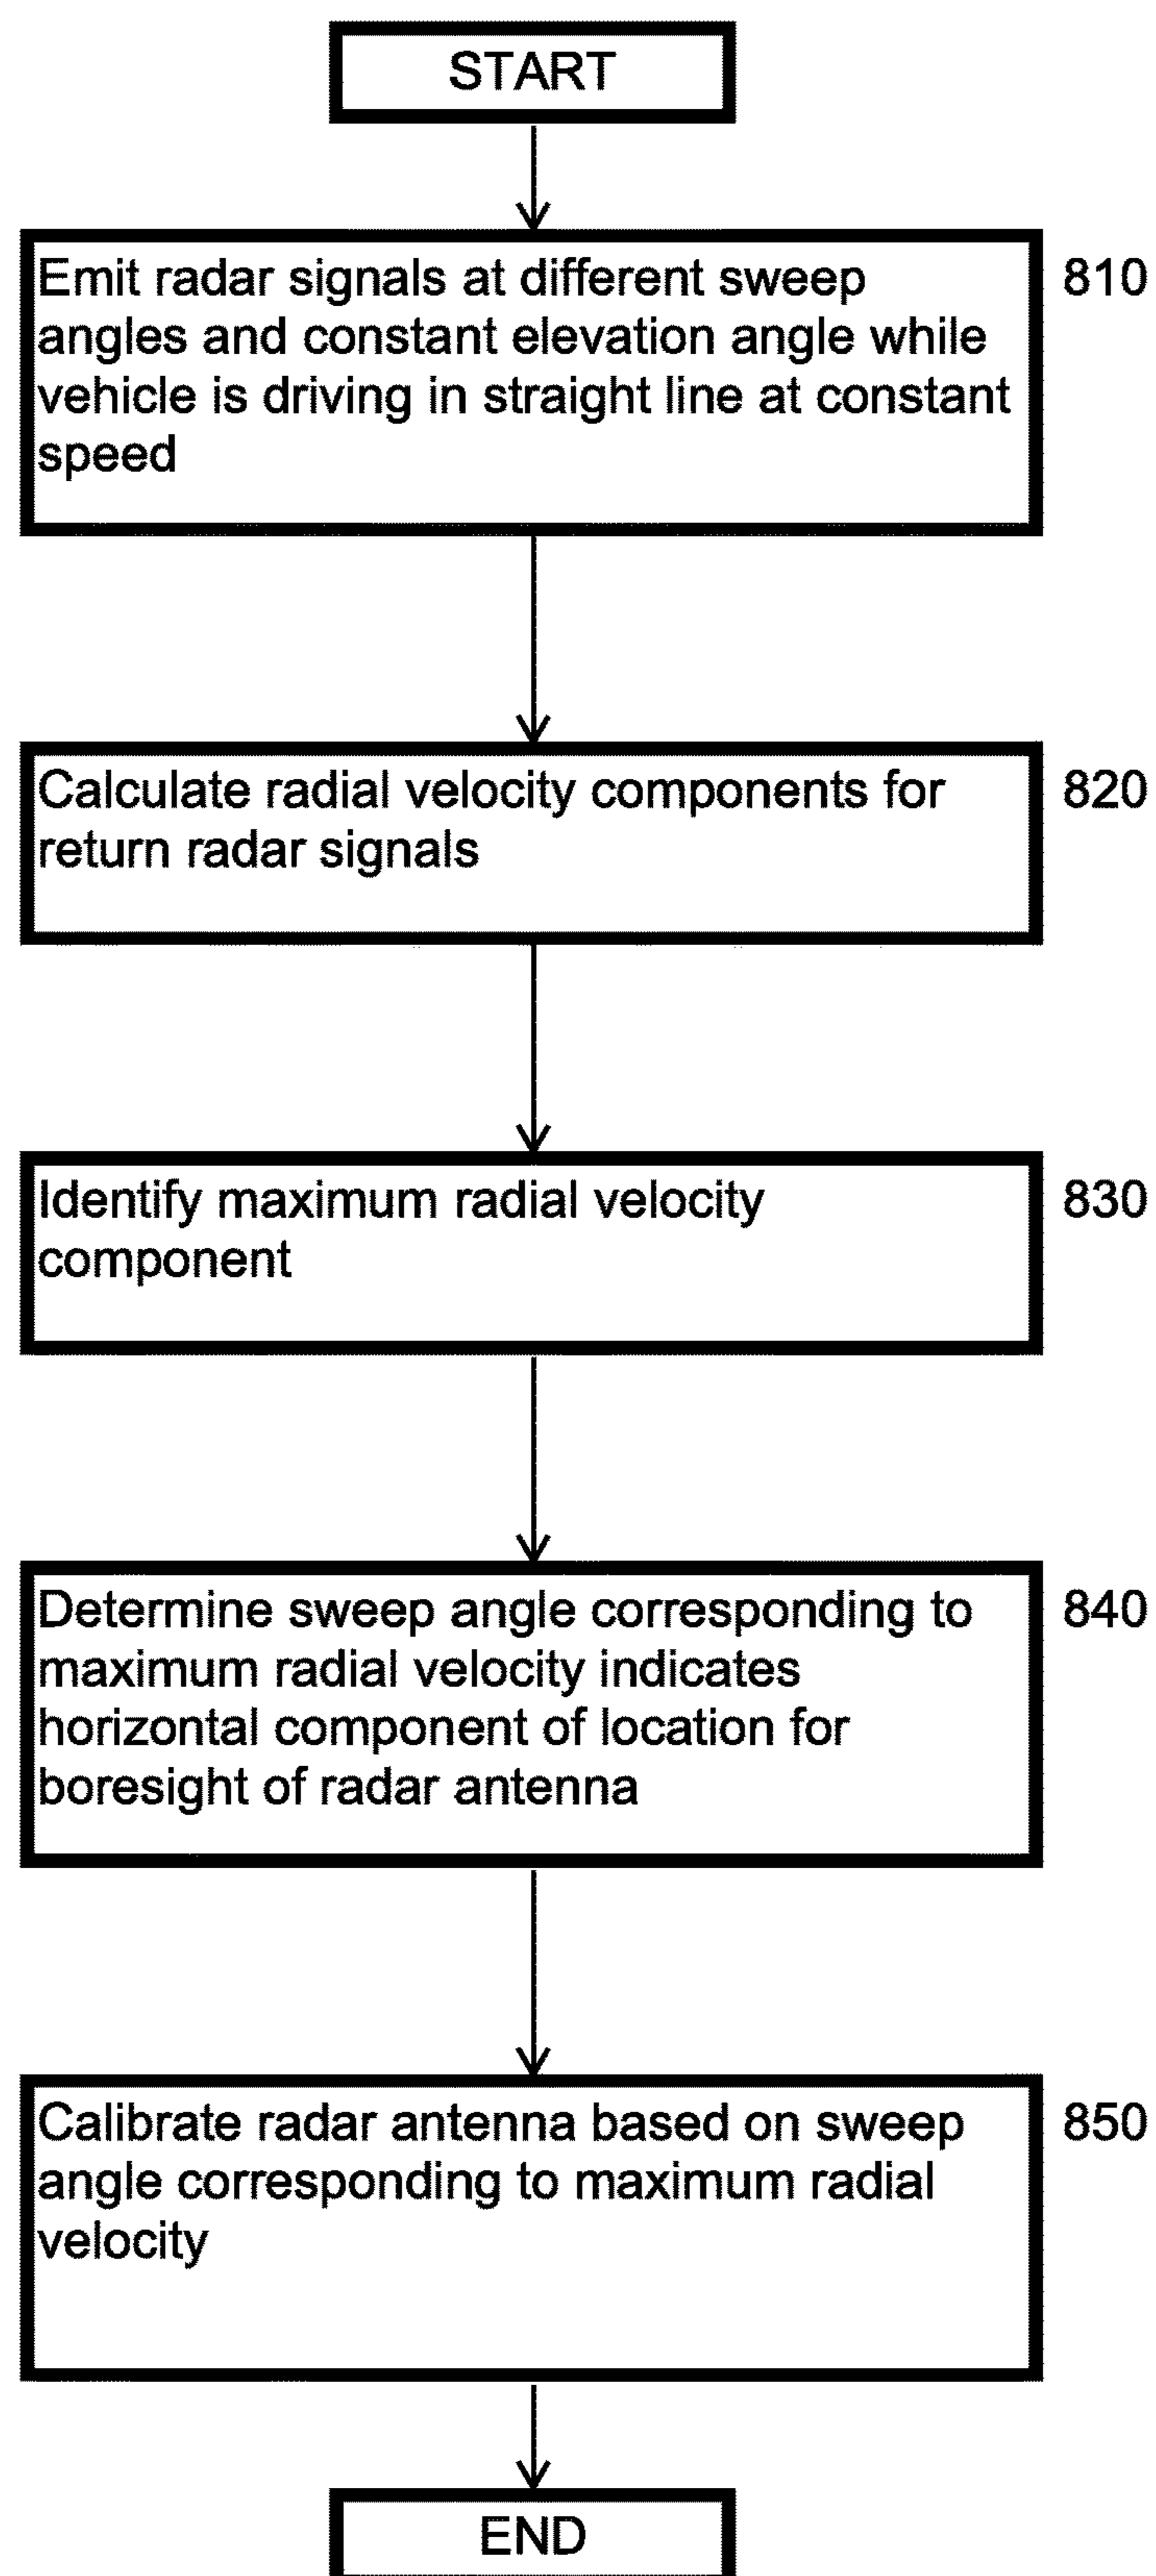 START
Emit radar signals at different sweep
angles and constant elevation angle while
vehicle is driving in straight line at constant
speed
810
Calculate radial velocity components for
return radar signals
820
Identify maximum radial velocity
component
830
Determine sweep angle corresponding to
maximum radial velocity indicates
horizontal component of location for
boresight of radar antenna
840
Calibrate radar antenna based on sweep
angle corresponding to maximum radial
velocity
850
END